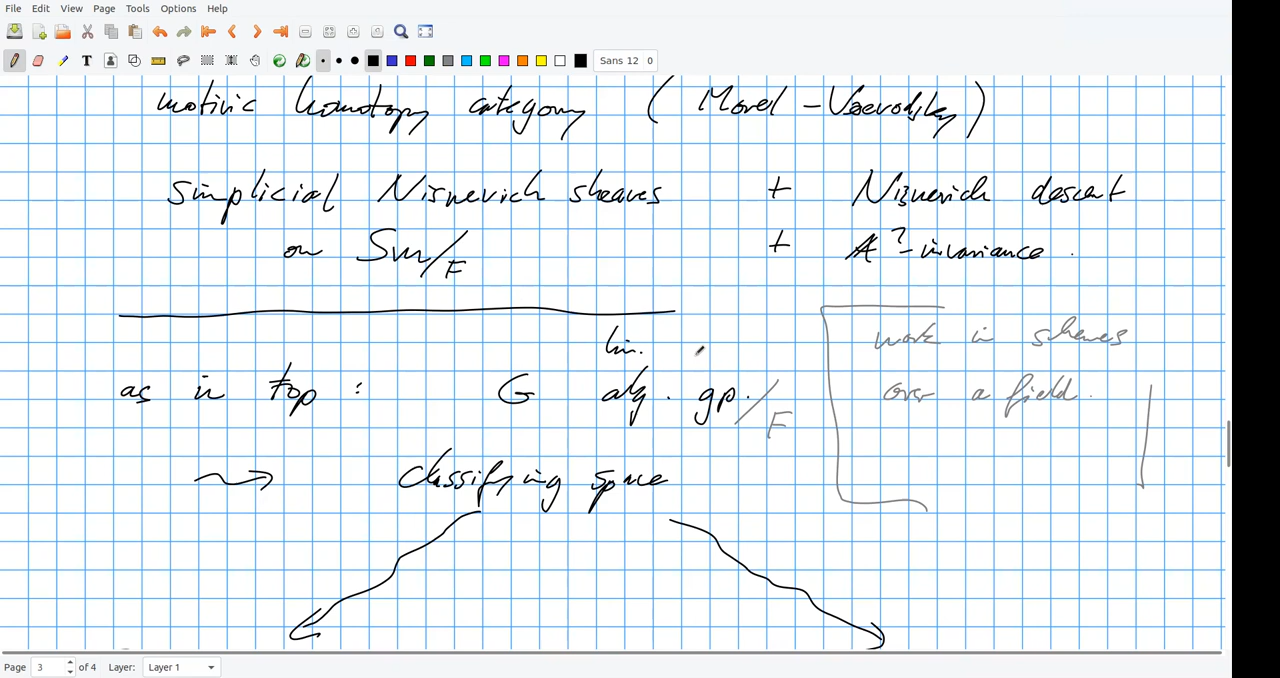 File Edit View Page Tools Options Help
Sans 12 0
motivic homotopy category (Morel - Voevodsky)
simplicial Nisnevich sheaves + Nisnevich descent
on Sm/F + A^1-invariance.
lin.
as in top: G alg. gp./F
work in schemes
over a field.
⇝ Classifying space
Page 3 of 4 Layer: Layer 1